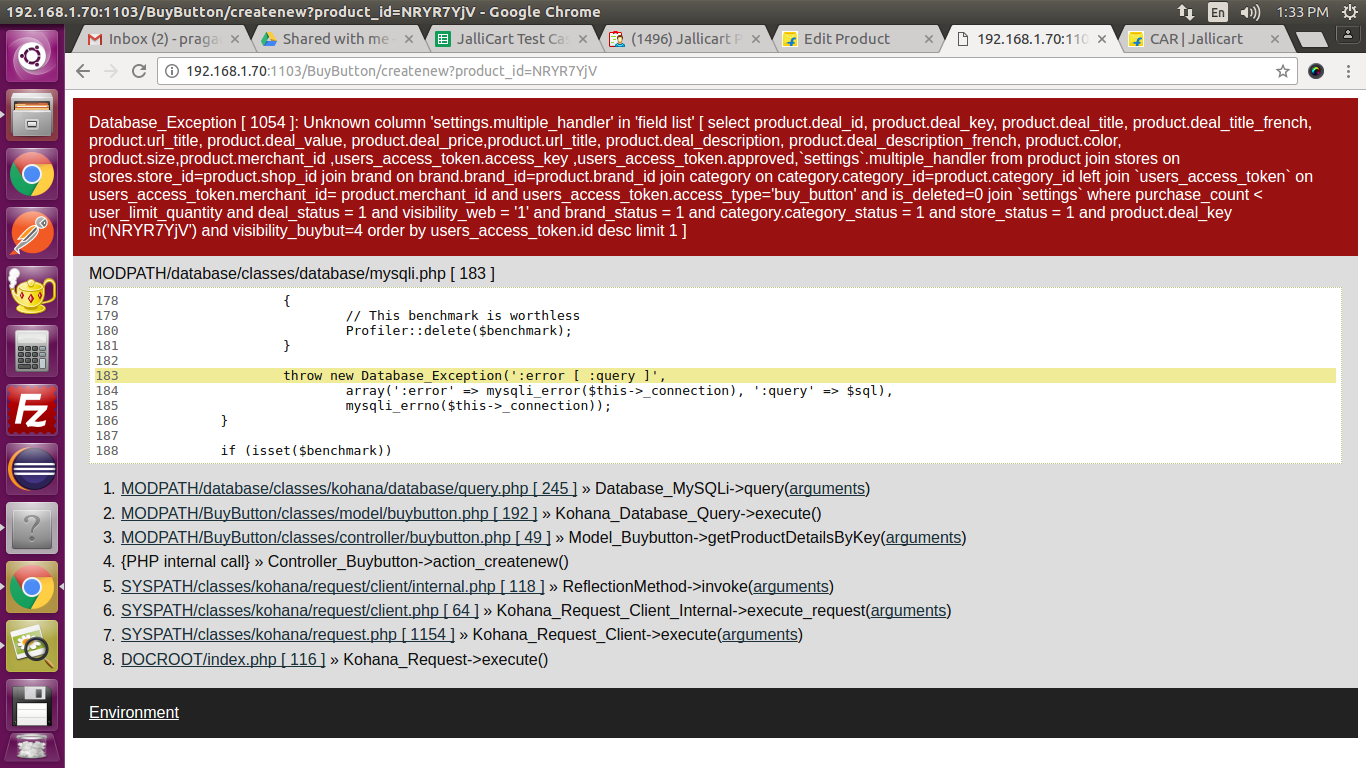 192.168.1.70:1103/BuyButton/createnew?product_id=NRYR7YjV - Google Chrome
En
1:33 PM
Inbox (2) - praga
Shared with me -
JalliCart Test Cas
(1496) Jallicart P
Edit Product
192.168.1.70:110
CAR | Jallicart
192.168.1.70:1103/BuyButton/createnew?product_id=NRYR7YjV
Database_Exception [ 1054 ]: Unknown column 'settings.multiple_handler' in 'field list' [ select product.deal_id, product.deal_key, product.deal_title, product.deal_title_french,
product.url_title, product.deal_value, product.deal_price,product.url_title, product.deal_description, product.deal_description_french, product.color,
product.size,product.merchant_id ,users_access_token.access_key ,users_access_token.approved,`settings`.multiple_handler from product join stores on
stores.store_id=product.shop_id join brand on brand.brand_id=product.brand_id join category on category.category_id=product.category_id left join `users_access_token` on
users_access_token.merchant_id= product.merchant_id and users_access_token.access_type='buy_button' and is_deleted=0 join `settings` where purchase_count <
user_limit_quantity and deal_status = 1 and visibility_web = '1' and brand_status = 1 and category.category_status = 1 and store_status = 1 and product.deal_key
in('NRYR7YjV') and visibility_buybut=4 order by users_access_token.id desc limit 1 ]
MODPATH/database/classes/database/mysqli.php [ 183 ]
178 {
179 // This benchmark is worthless
180 Profiler::delete($benchmark);
181 }
182
183 throw new Database_Exception(':error [ :query ]',
184 array(':error' => mysqli_error($this->_connection), ':query' => $sql),
185 mysqli_errno($this->_connection));
186 }
187
188 if (isset($benchmark))
1. MODPATH/database/classes/kohana/database/query.php [ 245 ] » Database_MySQLi->query(arguments)
2. MODPATH/BuyButton/classes/model/buybutton.php [ 192 ] » Kohana_Database_Query->execute()
3. MODPATH/BuyButton/classes/controller/buybutton.php [ 49 ] » Model_Buybutton->getProductDetailsByKey(arguments)
4. {PHP internal call} » Controller_Buybutton->action_createnew()
5. SYSPATH/classes/kohana/request/client/internal.php [ 118 ] » ReflectionMethod->invoke(arguments)
6. SYSPATH/classes/kohana/request/client.php [ 64 ] » Kohana_Request_Client_Internal->execute_request(arguments)
7. SYSPATH/classes/kohana/request.php [ 1154 ] » Kohana_Request_Client->execute(arguments)
8. DOCROOT/index.php [ 116 ] » Kohana_Request->execute()
Environment